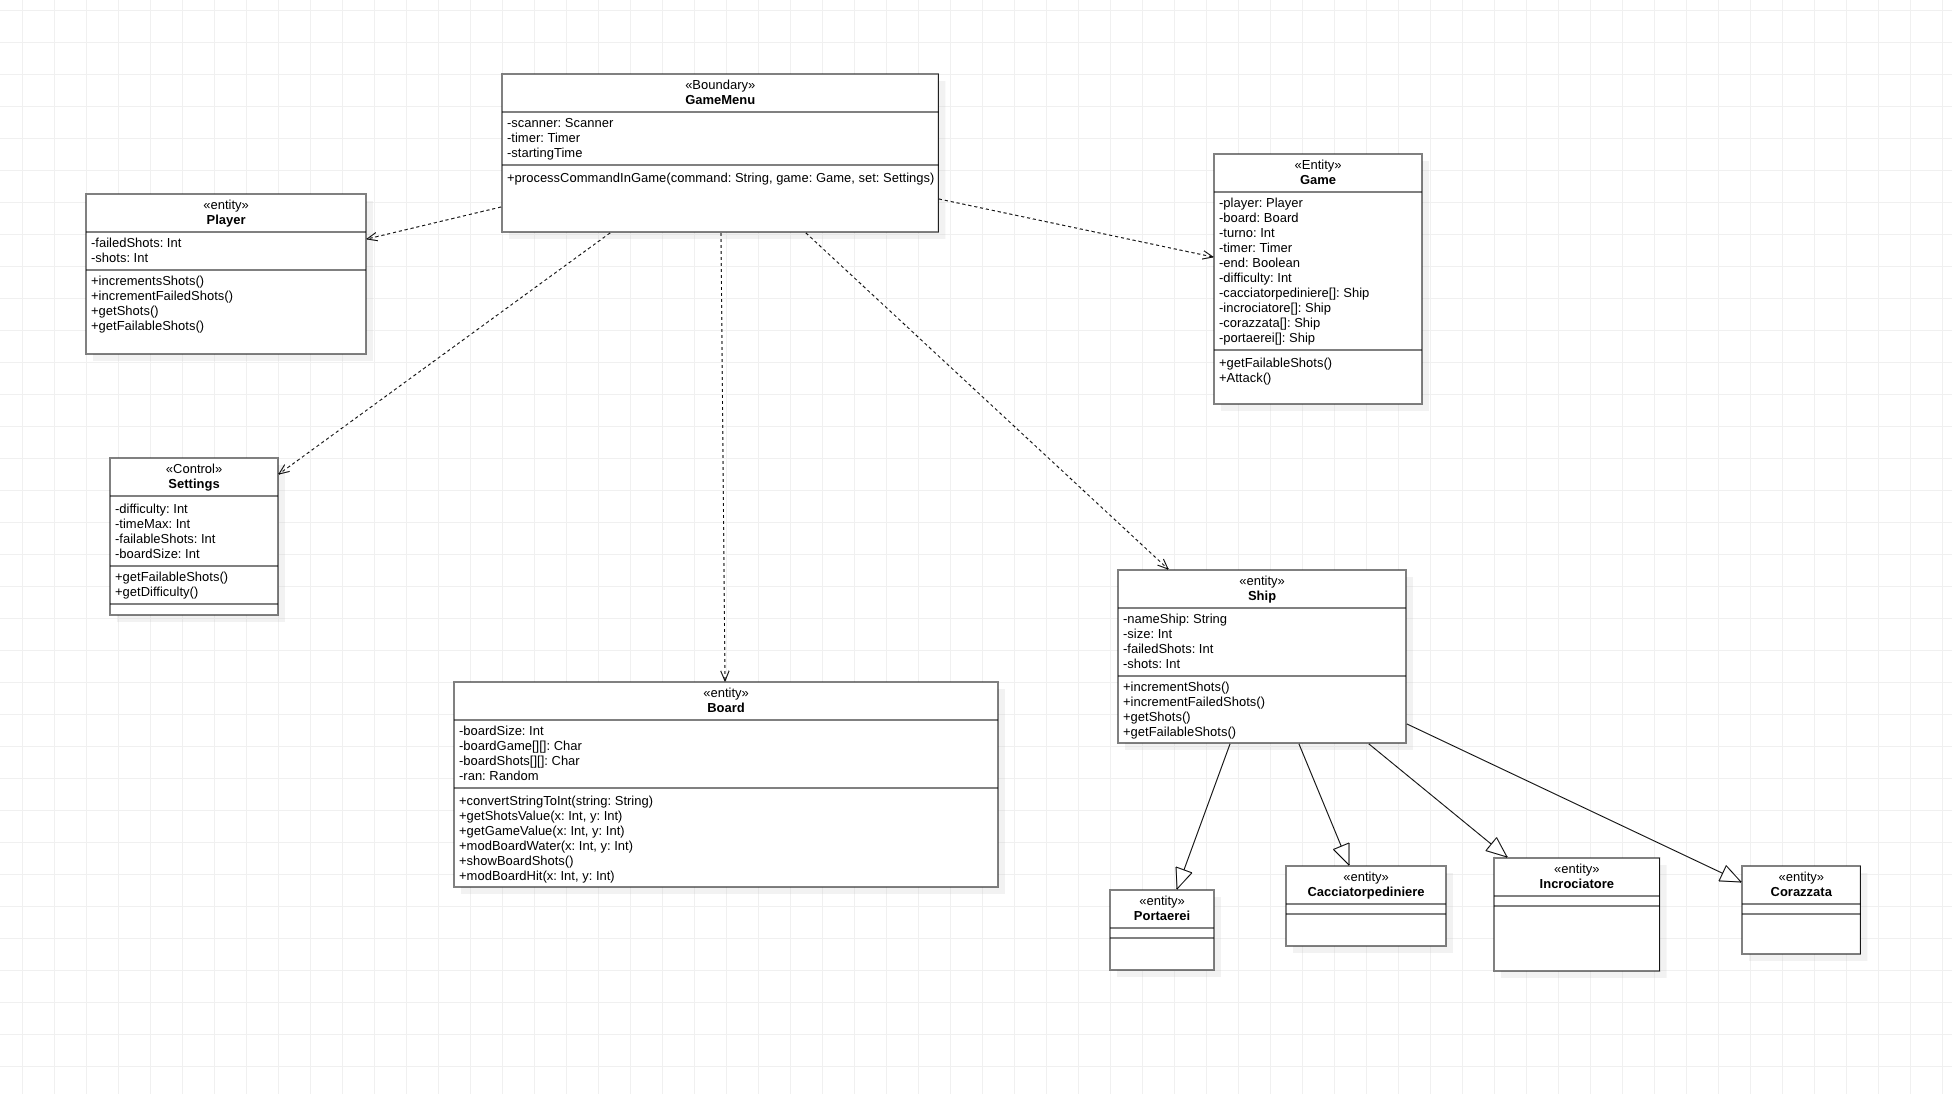 «Boundary»
GameMenu
-scanner: Scanner
-timer: Timer
-startingTime
+processCommandInGame(command: String, game: Game, set: Settings)
«Entity»
Game
-player: Player
-board: Board
-turno: Int
-timer: Timer
-end: Boolean
-difficulty: Int
-cacciatorpediniere[]: Ship
-incrociatore[]: Ship
-corazzata[]: Ship
-portaerei[]: Ship
+getFailableShots()
+Attack()
«entity»
Player
-failedShots: Int
-shots: Int
+incrementsShots()
+incrementFailedShots()
+getShots()
+getFailableShots()
«Control»
Settings
-difficulty: Int
-timeMax: Int
-failableShots: Int
-boardSize: Int
+getFailableShots()
+getDifficulty()
«entity»
Ship
-nameShip: String
-size: Int
-failedShots: Int
-shots: Int
+incrementShots()
+incrementFailedShots()
+getShots()
+getFailableShots()
«entity»
Board
-boardSize: Int
-boardGame[][]: Char
-boardShots[][]: Char
-ran: Random
+convertStringToInt(string: String)
+getShotsValue(x: Int, y: Int)
+getGameValue(x: Int, y: Int)
+modBoardWater(x: Int, y: Int)
+showBoardShots()
+modBoardHit(x: Int, y: Int)
«entity»
Portaerei
«entity»
Cacciatorpediniere
«entity»
Incrociatore
«entity»
Corazzata